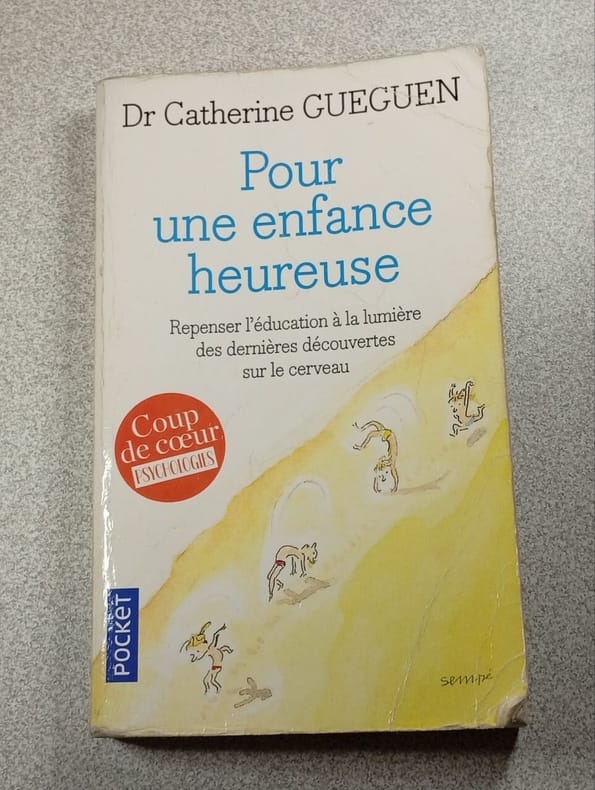 Dr Catherine GUEGUEN
Pour
une enfance
heureuse
Repenser l'éducation à la lumière
des dernières découvertes
sur le cerveau
Coup
de cœur
PSYCHOLOGIES
POCKET
sempé